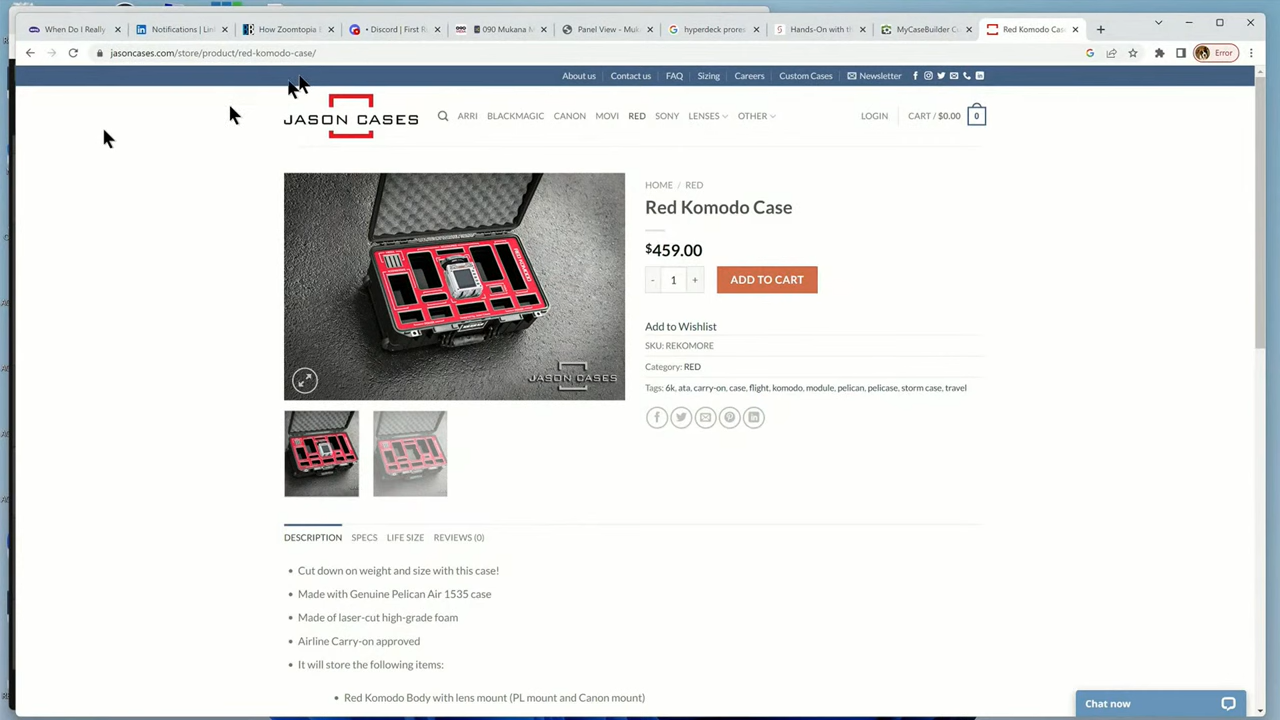 When Do I Really
Notifications | Lin
How Zoomtopia E
• Discord | First R
090 Mukana M
Panel View - Muk
hyperdeck prores
Hands-On with th
MyCaseBuilder Cu
Red Komodo Cas
jasoncases.com/store/product/red-komodo-case/
Error
About us
Contact us
FAQ
Sizing
Careers
Custom Cases
Newsletter
JASON CASES
ARRI
BLACKMAGIC
CANON
MOVI
RED
SONY
LENSES
OTHER
LOGIN
CART / $0.00
0
HOME / RED
Red Komodo Case
$459.00
- 1 +
ADD TO CART
Add to Wishlist
SKU: REKOMORE
Category: RED
Tags: 6k, ata, carry-on, case, flight, komodo, module, pelican, pelicase, storm case, travel
JASON CASES
DESCRIPTION
SPECS
LIFE SIZE
REVIEWS (0)
• Cut down on weight and size with this case!
• Made with Genuine Pelican Air 1535 case
• Made of laser-cut high-grade foam
• Airline Carry-on approved
• It will store the following items:
• Red Komodo Body with lens mount (PL mount and Canon mount)
Chat now